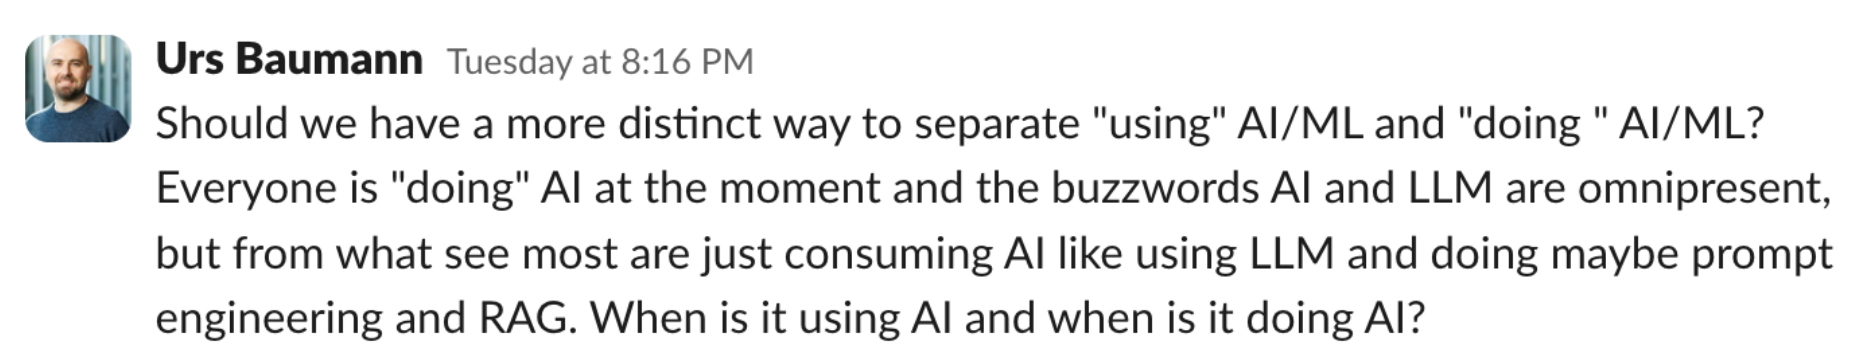 Urs Baumann Tuesday at 8:16 PM
Should we have a more distinct way to separate "using" AI/ML and "doing " AI/ML?
Everyone is "doing" AI at the moment and the buzzwords AI and LLM are omnipresent,
but from what see most are just consuming AI like using LLM and doing maybe prompt
engineering and RAG. When is it using AI and when is it doing AI?